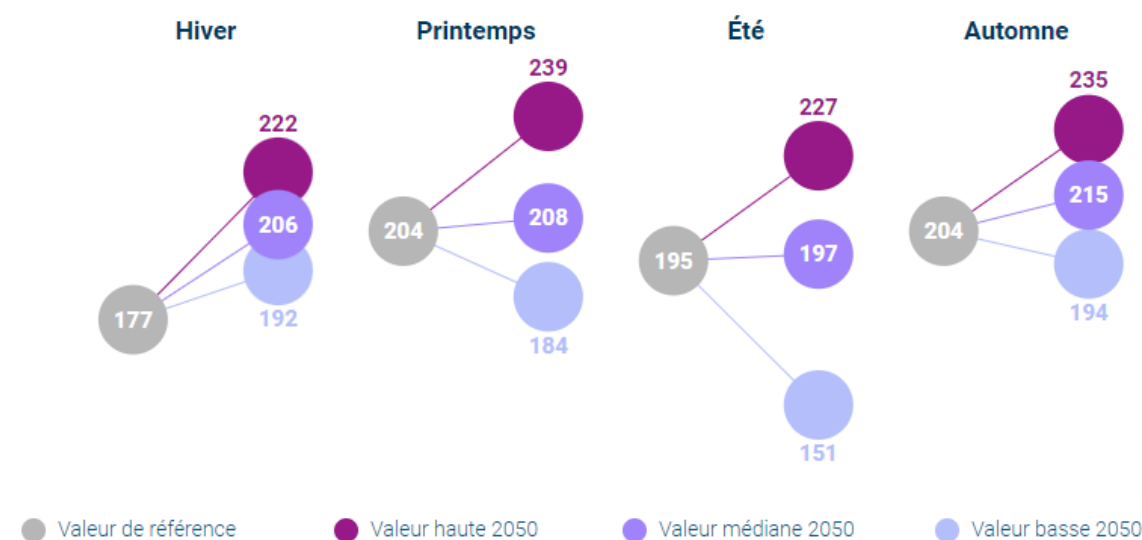 Hiver
Printemps
Été
Automne
222
206
192
177
239
204
208
184
227
195
197
151
235
204
215
194
Valeur de référence
Valeur haute 2050
Valeur médiane 2050
Valeur basse 2050